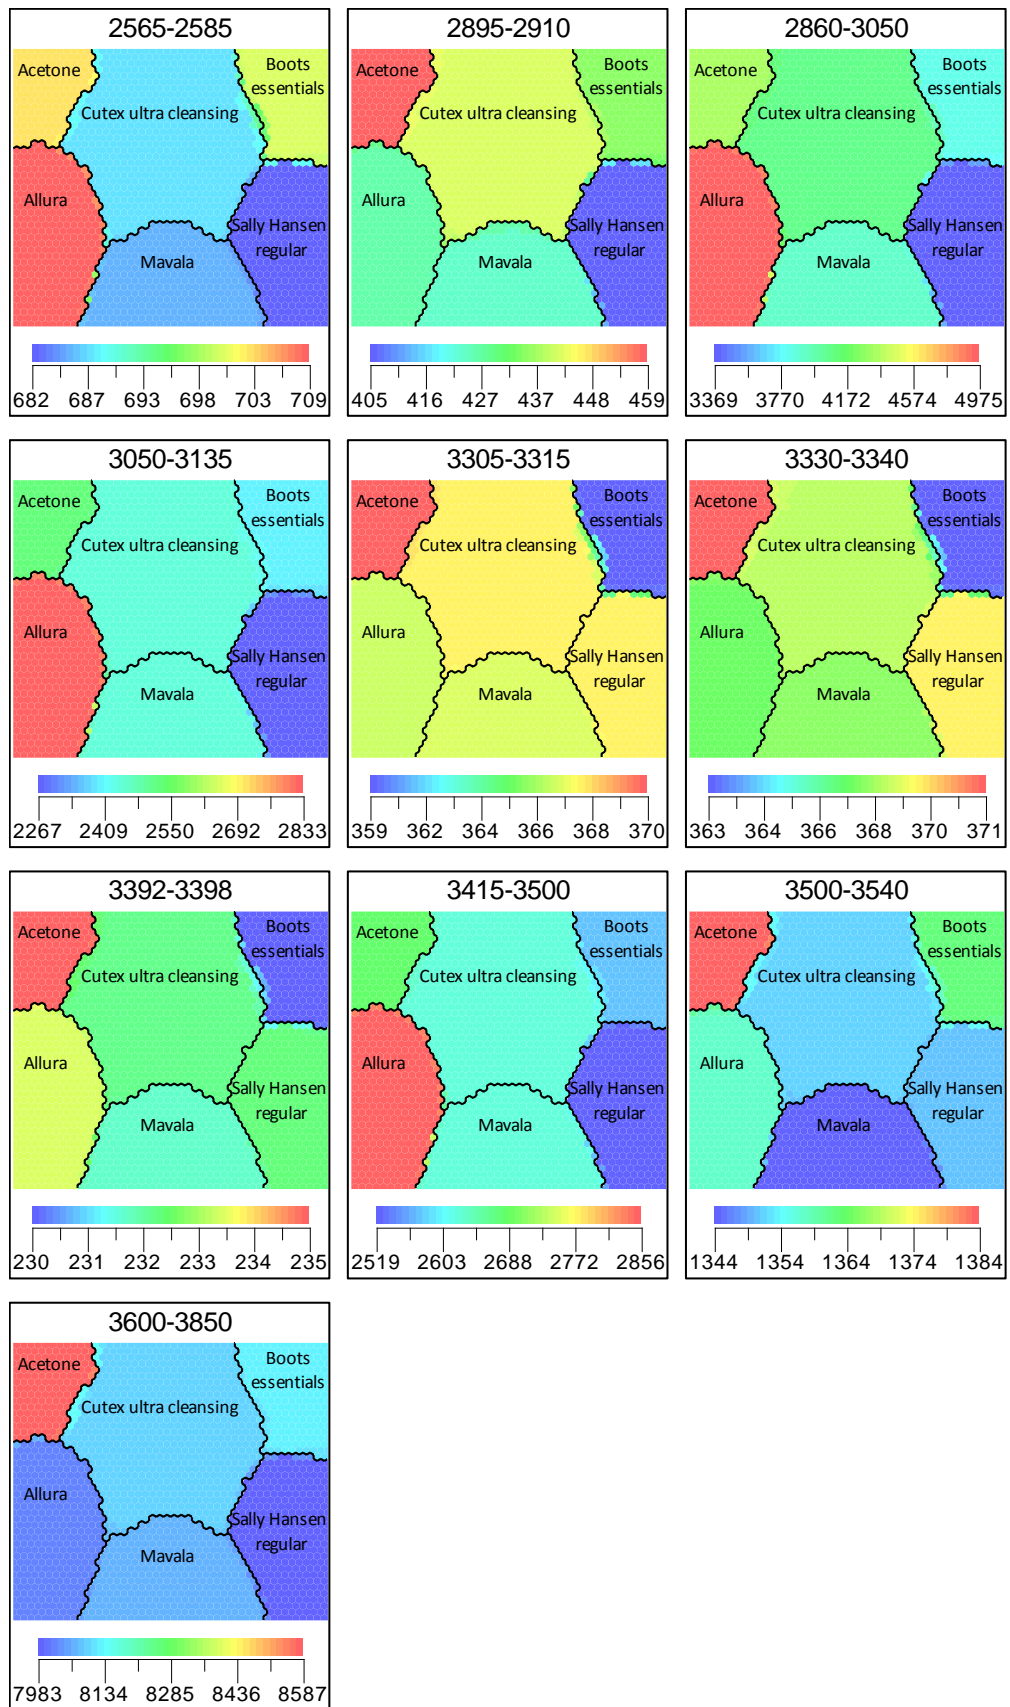 2565-2585
Acetone
Boots
essentials
Cutex ultra cleansing
Allura
Sally Hansen
regular
Mavala
682 687 693 698 703 709
2895-2910
Acetone
Boots
essentials
Cutex ultra cleansing
Allura
Sally Hansen
regular
Mavala
405 416 427 437 448 459
2860-3050
Acetone
Boots
essentials
Cutex ultra cleansing
Allura
Sally Hansen
regular
Mavala
3369 3770 4172 4574 4975
3050-3135
Acetone
Boots
essentials
Cutex ultra cleansing
Allura
Sally Hansen
regular
Mavala
2267 2409 2550 2692 2833
3305-3315
Acetone
Boots
essentials
Cutex ultra cleansing
Allura
Sally Hansen
regular
Mavala
359 362 364 366 368 370
3330-3340
Acetone
Boots
essentials
Cutex ultra cleansing
Allura
Sally Hansen
regular
Mavala
363 364 366 368 370 371
3392-3398
Acetone
Boots
essentials
Cutex ultra cleansing
Allura
Sally Hansen
regular
Mavala
230 231 232 233 234 235
3415-3500
Acetone
Boots
essentials
Cutex ultra cleansing
Allura
Sally Hansen
regular
Mavala
2519 2603 2688 2772 2856
3500-3540
Acetone
Boots
essentials
Cutex ultra cleansing
Allura
Sally Hansen
regular
Mavala
1344 1354 1364 1374 1384
3600-3850
Acetone
Boots
essentials
Cutex ultra cleansing
Allura
Sally Hansen
regular
Mavala
7983 8134 8285 8436 8587